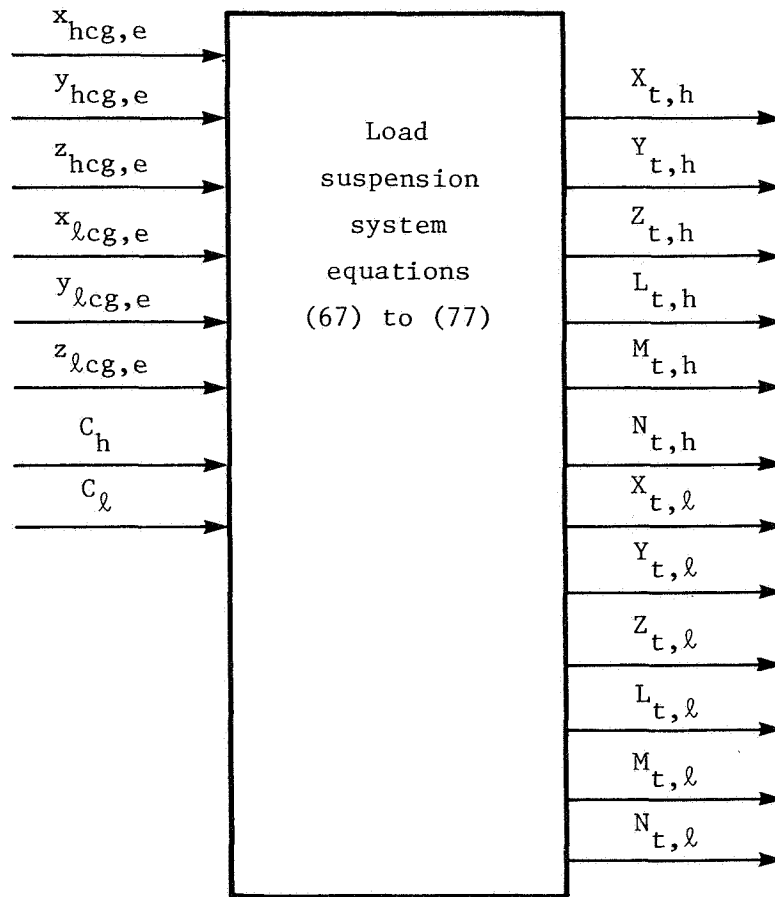 x_hcg,e
y_hcg,e
z_hcg,e
x_ℓcg,e
y_ℓcg,e
z_ℓcg,e
C_h
C_ℓ
Load
suspension
system
equations
(67) to (77)
X_t,h
Y_t,h
Z_t,h
L_t,h
M_t,h
N_t,h
X_t,ℓ
Y_t,ℓ
Z_t,ℓ
L_t,ℓ
M_t,ℓ
N_t,ℓ